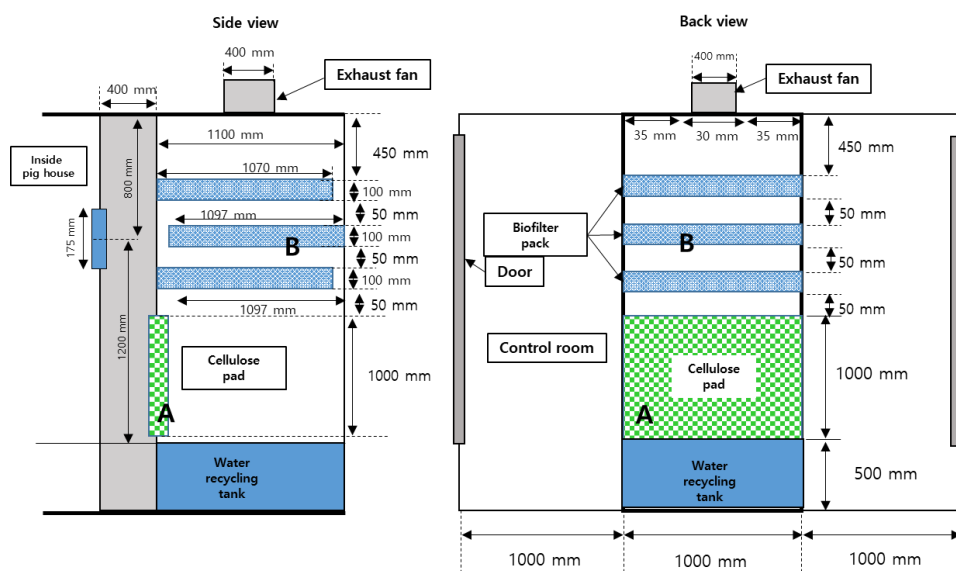 Side view
400 mm
Exhaust fan
400 mm
1100 mm
Inside
pig house
800 mm
1070 mm
450 mm
100 mm
50 mm
1097 mm
B
100 mm
175 mm
50 mm
100 mm
50 mm
1097 mm
1200 mm
Cellulose
pad
1000 mm
A
Water
recycling
tank
Back view
400 mm
Exhaust fan
35 mm
30 mm
35 mm
450 mm
50 mm
Biofilter
pack
B
50 mm
Door
50 mm
Control room
Cellulose
pad
1000 mm
A
Water
recycling
tank
500 mm
1000 mm
1000 mm
1000 mm